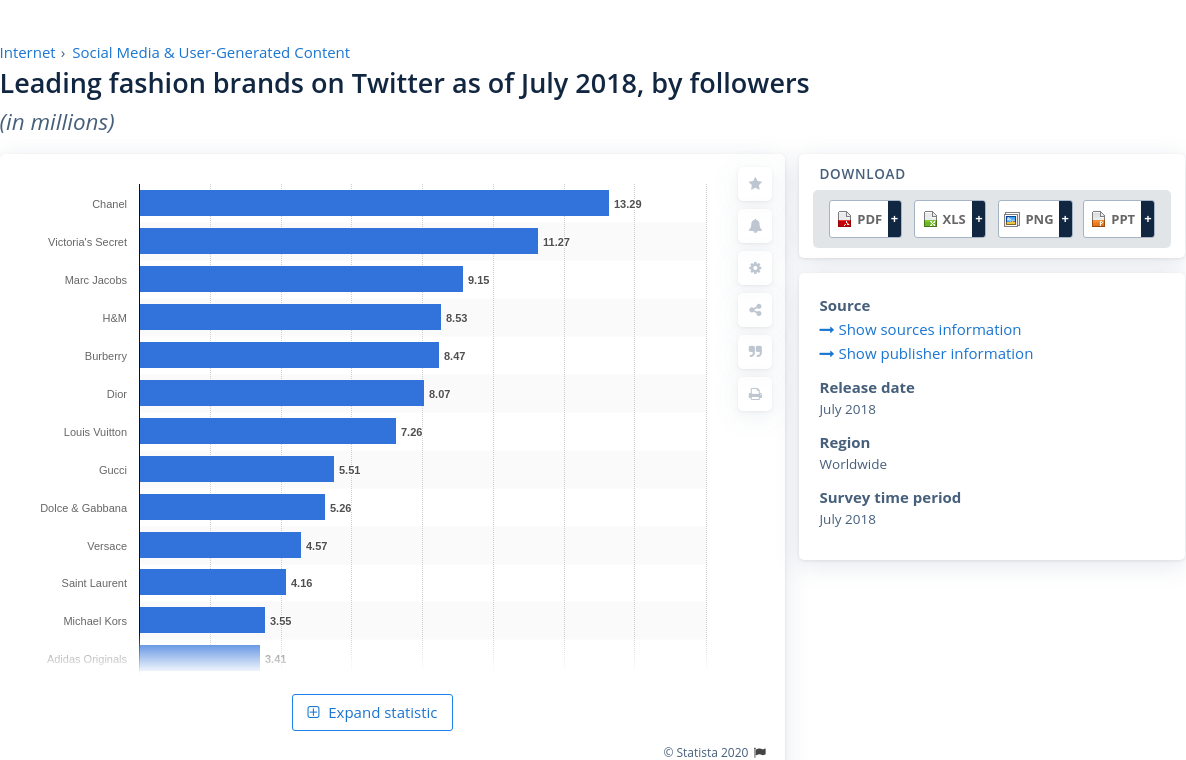 Internet › Social Media & User-Generated Content
Leading fashion brands on Twitter as of July 2018, by followers
(in millions)
Chanel 13.29
Victoria's Secret 11.27
Marc Jacobs 9.15
H&M 8.53
Burberry 8.47
Dior 8.07
Louis Vuitton 7.26
Gucci 5.51
Dolce & Gabbana 5.26
Versace 4.57
Saint Laurent 4.16
Michael Kors 3.55
Adidas Originals 3.41
Expand statistic
© Statista 2020
DOWNLOAD
PDF + XLS + PNG + PPT +
Source
Show sources information
Show publisher information
Release date
July 2018
Region
Worldwide
Survey time period
July 2018